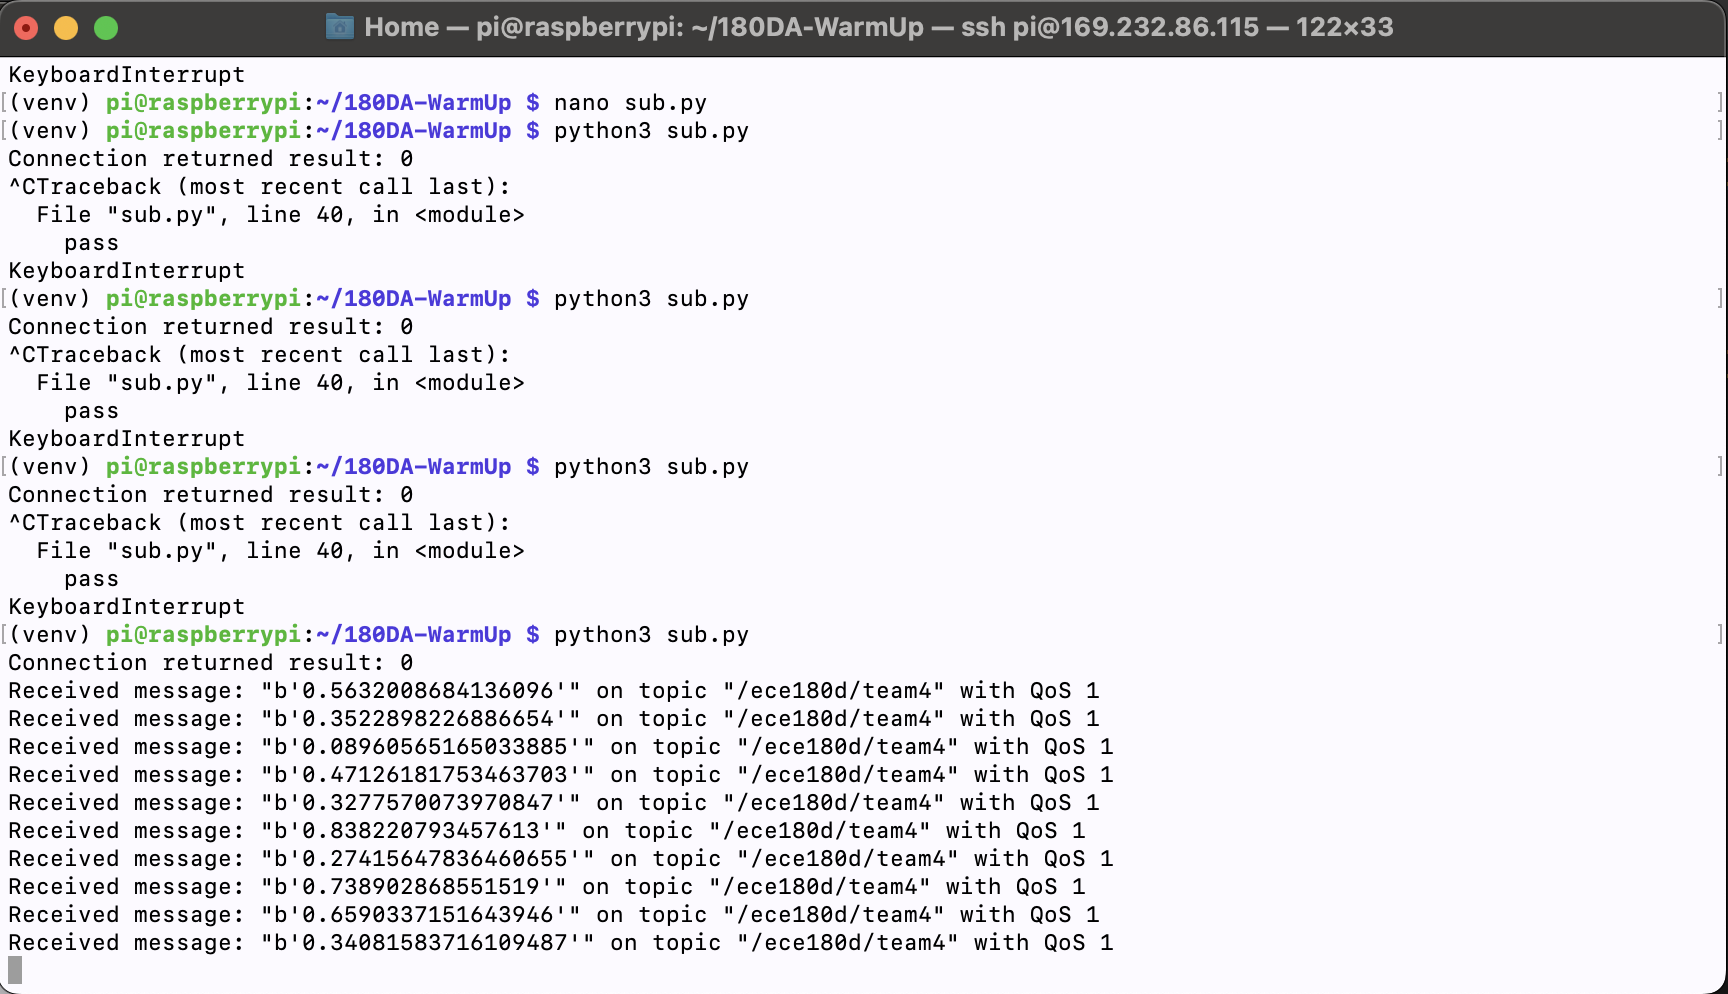 Home — pi@raspberrypi: ~/180DA-WarmUp — ssh pi@169.232.86.115 — 122×33
KeyboardInterrupt
[(venv) pi@raspberrypi:~/180DA-WarmUp $ nano sub.py ]
[(venv) pi@raspberrypi:~/180DA-WarmUp $ python3 sub.py ]
Connection returned result: 0
^CTraceback (most recent call last):
  File "sub.py", line 40, in <module>
    pass
KeyboardInterrupt
[(venv) pi@raspberrypi:~/180DA-WarmUp $ python3 sub.py ]
Connection returned result: 0
^CTraceback (most recent call last):
  File "sub.py", line 40, in <module>
    pass
KeyboardInterrupt
[(venv) pi@raspberrypi:~/180DA-WarmUp $ python3 sub.py ]
Connection returned result: 0
^CTraceback (most recent call last):
  File "sub.py", line 40, in <module>
    pass
KeyboardInterrupt
[(venv) pi@raspberrypi:~/180DA-WarmUp $ python3 sub.py ]
Connection returned result: 0
Received message: "b'0.5632008684136096'" on topic "/ece180d/team4" with QoS 1
Received message: "b'0.3522898226886654'" on topic "/ece180d/team4" with QoS 1
Received message: "b'0.08960565165033885'" on topic "/ece180d/team4" with QoS 1
Received message: "b'0.47126181753463703'" on topic "/ece180d/team4" with QoS 1
Received message: "b'0.3277570073970847'" on topic "/ece180d/team4" with QoS 1
Received message: "b'0.838220793457613'" on topic "/ece180d/team4" with QoS 1
Received message: "b'0.27415647836460655'" on topic "/ece180d/team4" with QoS 1
Received message: "b'0.738902868551519'" on topic "/ece180d/team4" with QoS 1
Received message: "b'0.6590337151643946'" on topic "/ece180d/team4" with QoS 1
Received message: "b'0.34081583716109487'" on topic "/ece180d/team4" with QoS 1